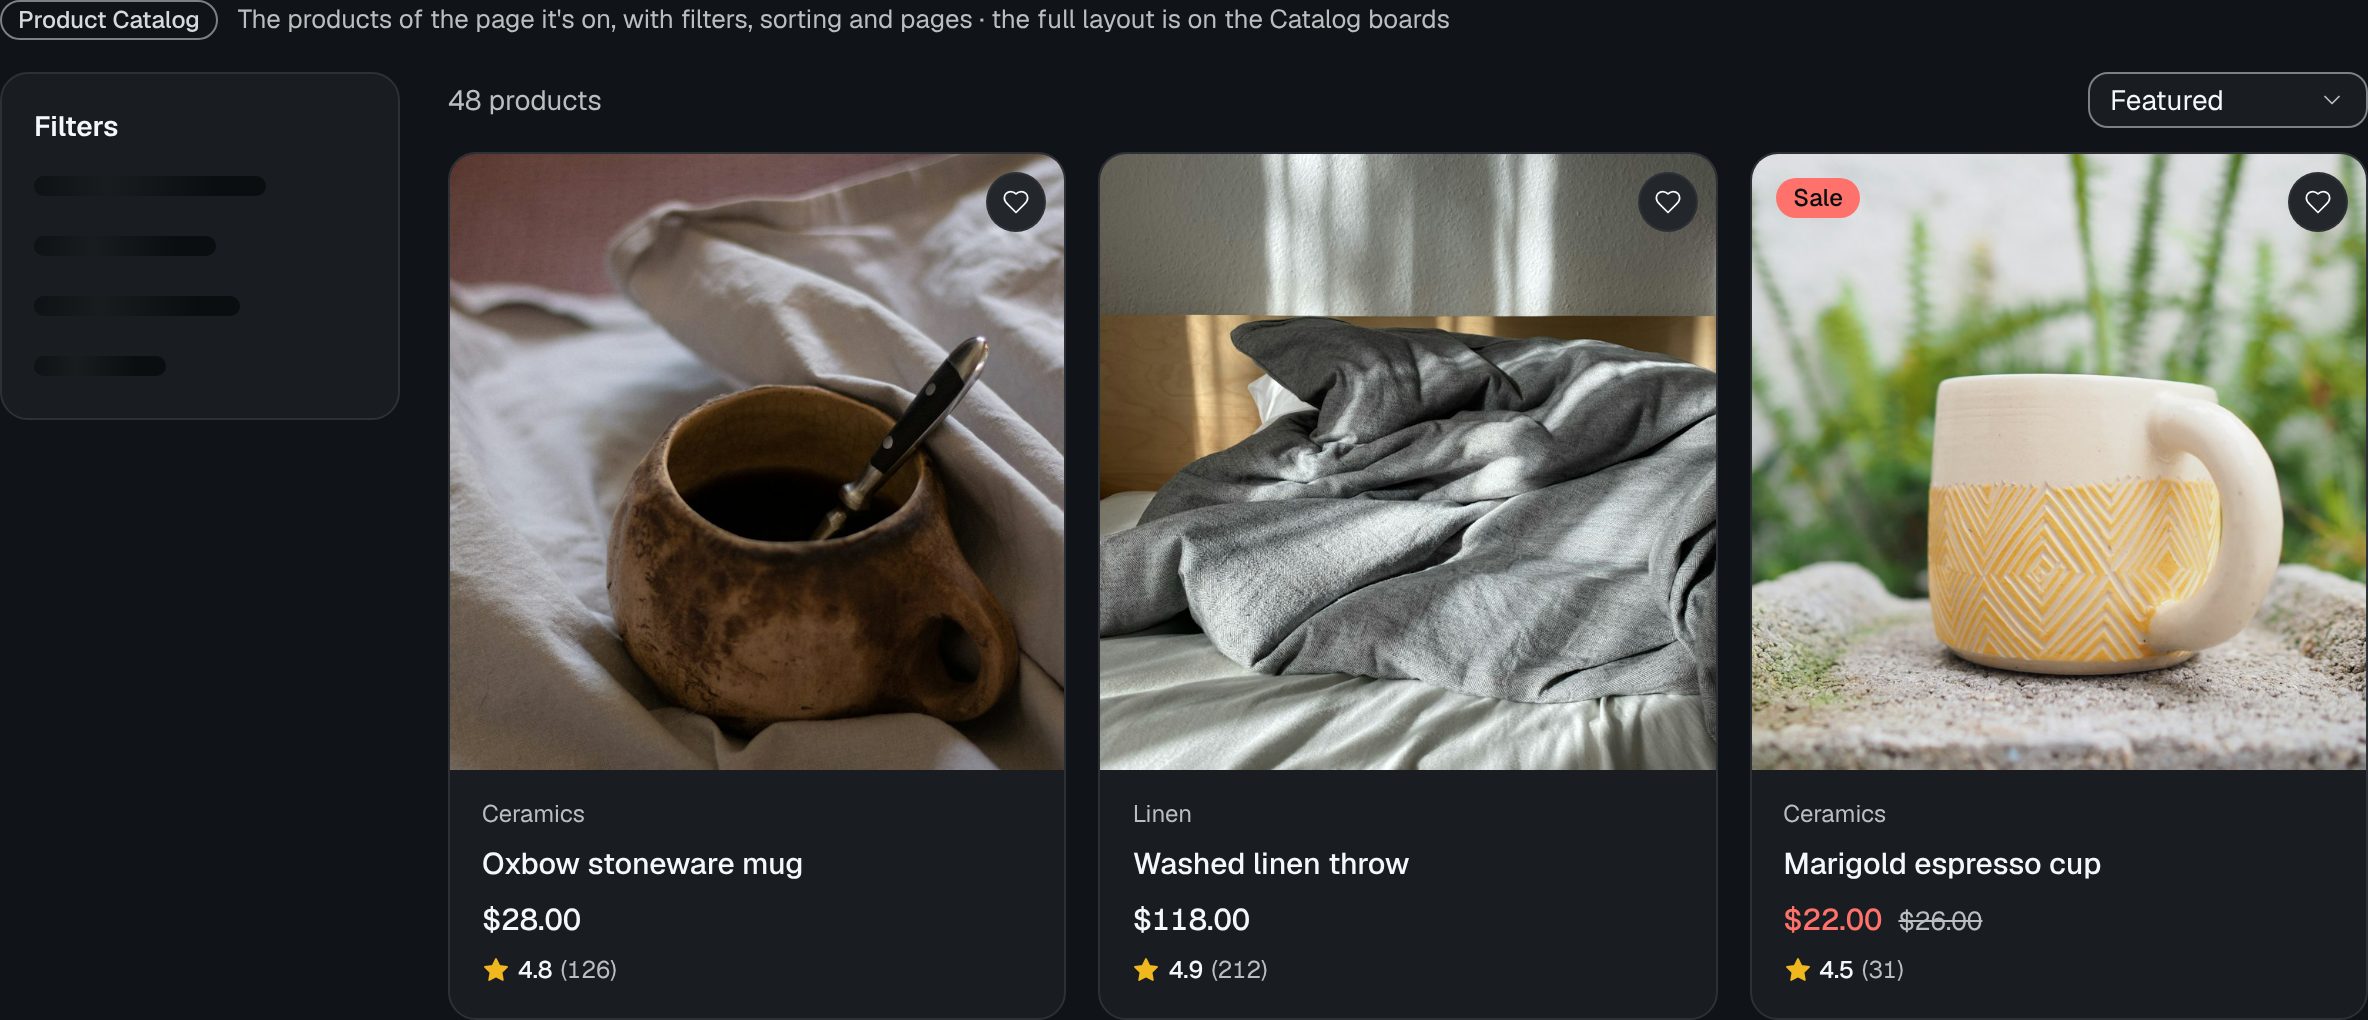 Product Catalog The products of the page it's on, with filters, sorting and pages · the full layout is on the Catalog boards
Filters
48 products
Featured
Sale
Ceramics
Oxbow stoneware mug
$28.00
4.8 (126)
Linen
Washed linen throw
$118.00
4.9 (212)
Ceramics
Marigold espresso cup
$22.00 $26.00
4.5 (31)